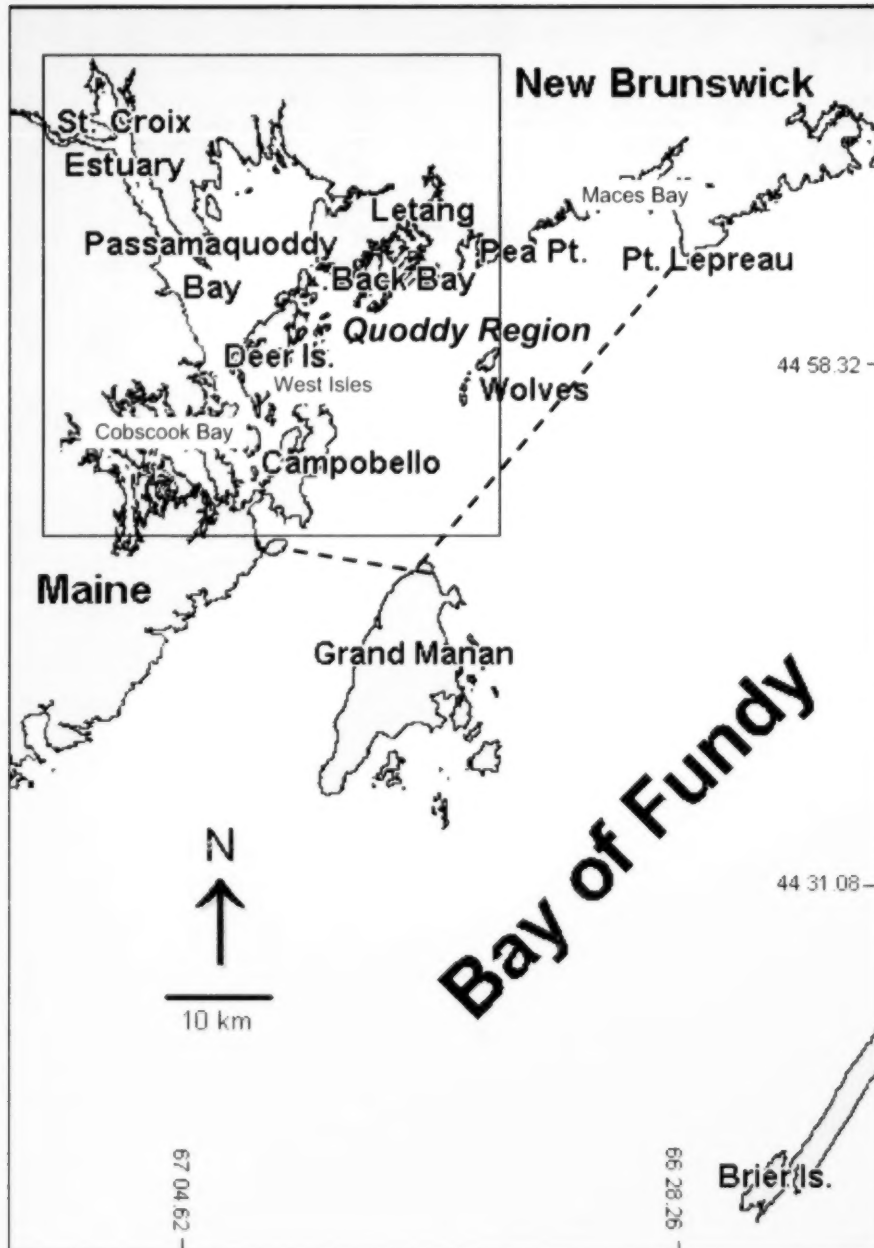 New Brunswick
St. Croix
Estuary
Maces Bay
Letang
Passamaquoddy
Bay
Pea Pt.
Pt. Lepreau
Back Bay
Quoddy Region
Deer Is.
44 58.32
West Isles
Wolves
Cobscook Bay
Campobello
Maine
Grand Manan
Bay of Fundy
N
44 31.08
10 km
67 04.62
66 28.26
Brier Is.